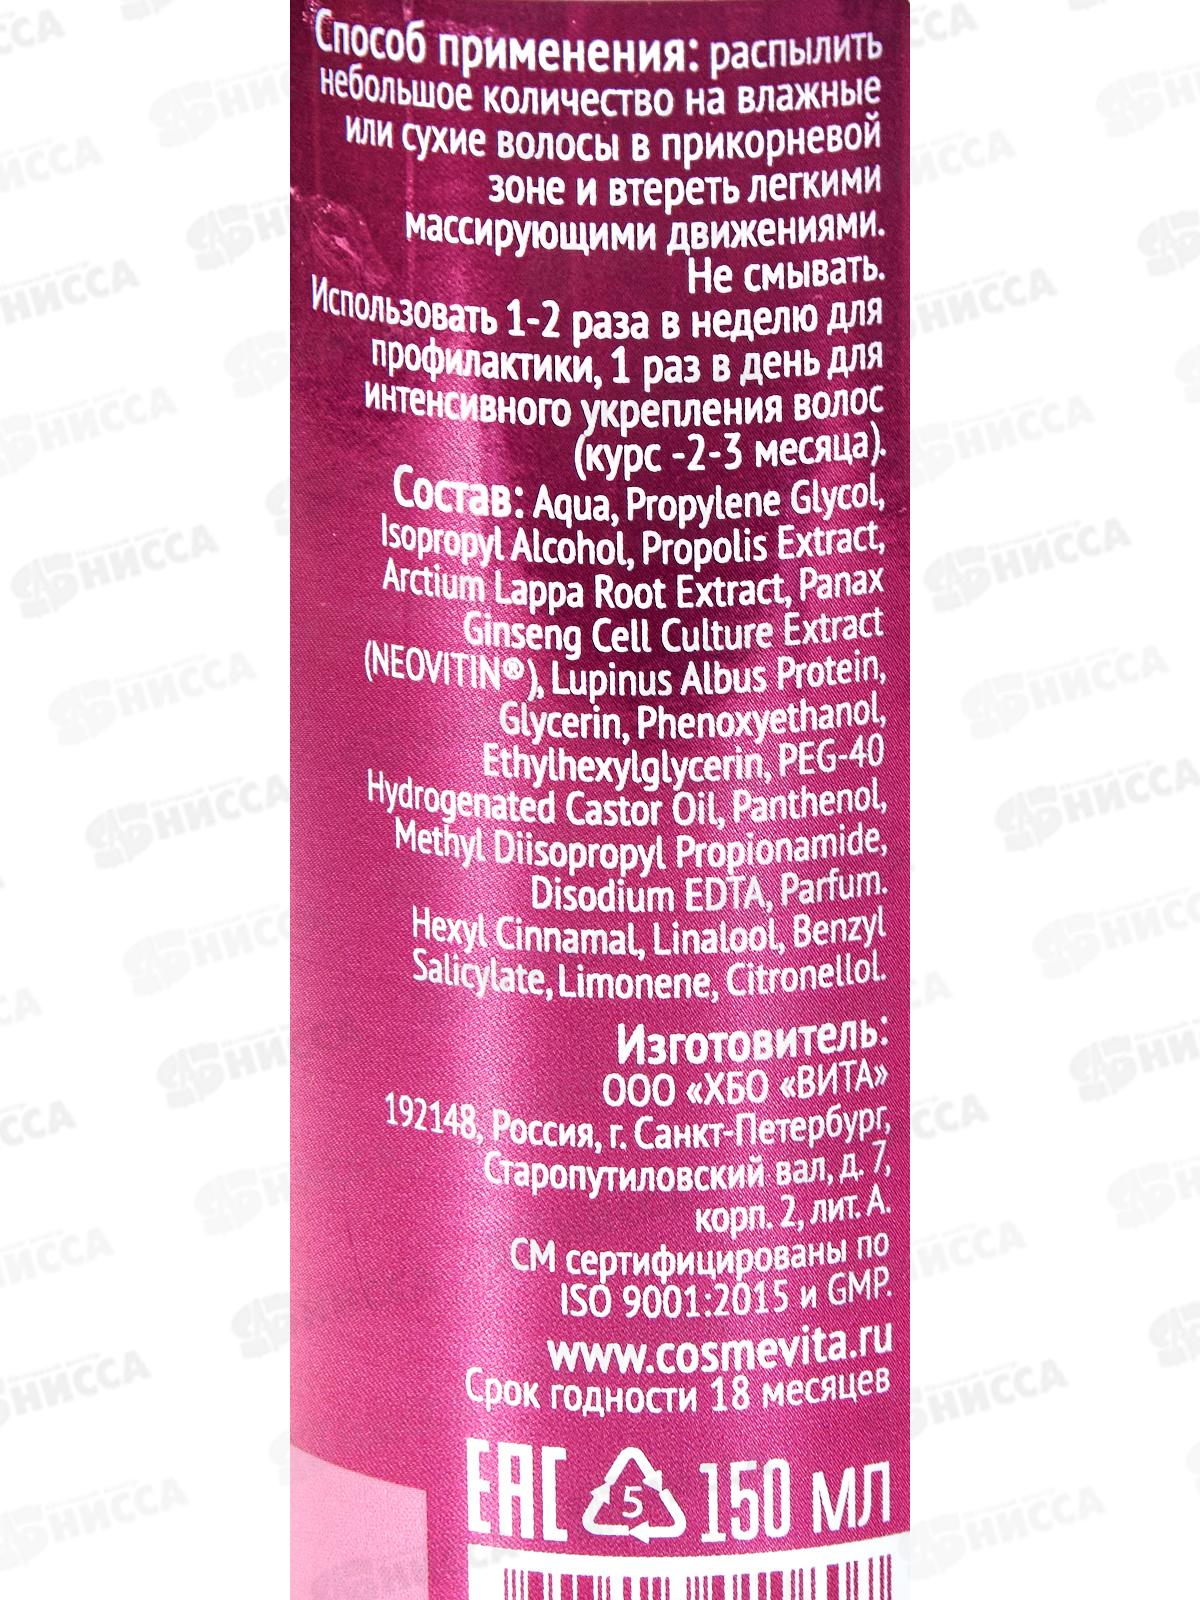 Способ применения: распылить
небольшое количество на влажные
или сухие волосы в прикорневой
зоне и втереть легкими
массирующими движениями.
Не смывать.
Использовать 1-2 раза в неделю для
профилактики, 1 раз в день для
интенсивного укрепления волос
(курс -2-3 месяца).
Состав: Aqua, Propylene Glycol,
Isopropyl Alcohol, Propolis Extract,
Arctium Lappa Root Extract, Panax
Ginseng Cell Culture Extract
(NEOVITIN®), Lupinus Albus Protein,
Glycerin, Phenoxyethanol,
Ethylhexylglycerin, PEG-40
Hydrogenated Castor Oil, Panthenol,
Methyl Diisopropyl Propionamide,
Disodium EDTA, Parfum.
Hexyl Cinnamal, Linalool, Benzyl
Salicylate, Limonene, Citronellol.
Изготовитель:
ООО «ХБО «ВИТА»
192148, Россия, г. Санкт-Петербург,
Старопутиловский вал, д. 7,
корп. 2, лит. А.
СМ сертифицированы по
ISO 9001:2015 и GMP.
www.cosmevita.ru
Срок годности 18 месяцев
ЕАС 5 150 МЛ